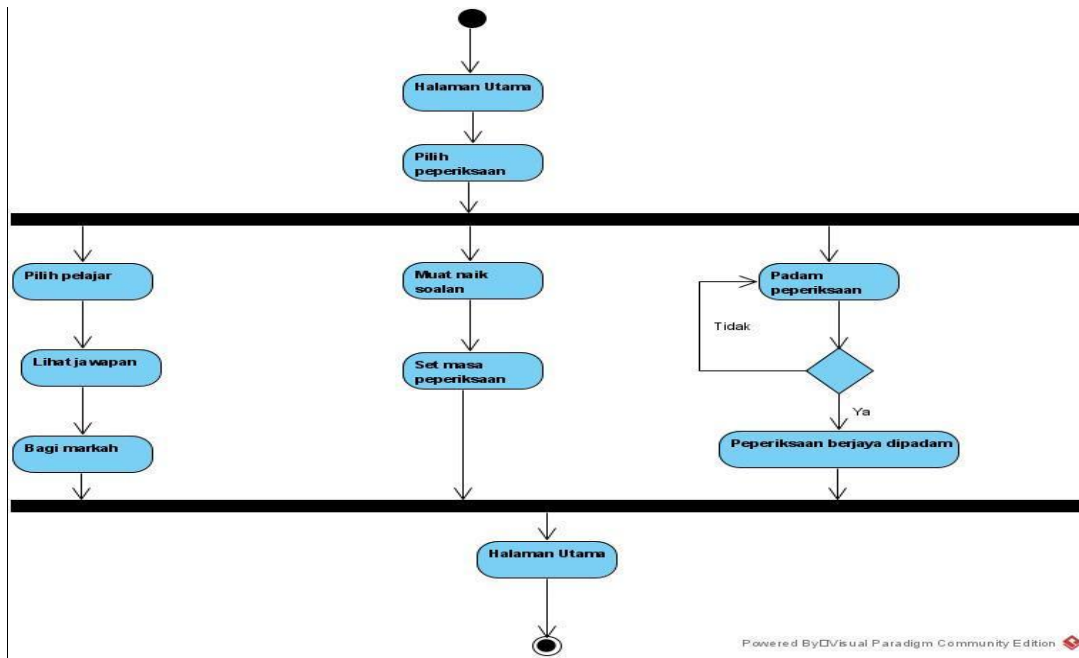 Halaman Utama
Pilih
peperiksaan
Pilih pelajar
Muat naik
soalan
Padam
peperiksaan
Tidak
Lihat jawapan
Set masa
peperiksaan
Ya
Bagi markah
Peperiksaan berjaya dipadam
Halaman Utama
Powered By□Visual Paradigm Community Edition